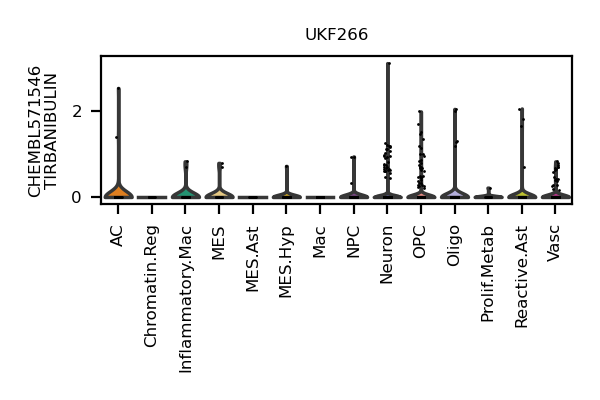 UKF266
CHEMBL571546
TIRBANIBULIN
2
0
AC
Chromatin.Reg
Inflammatory.Mac
MES
MES.Ast
MES.Hyp
Mac
NPC
Neuron
OPC
Oligo
Prolif.Metab
Reactive.Ast
Vasc